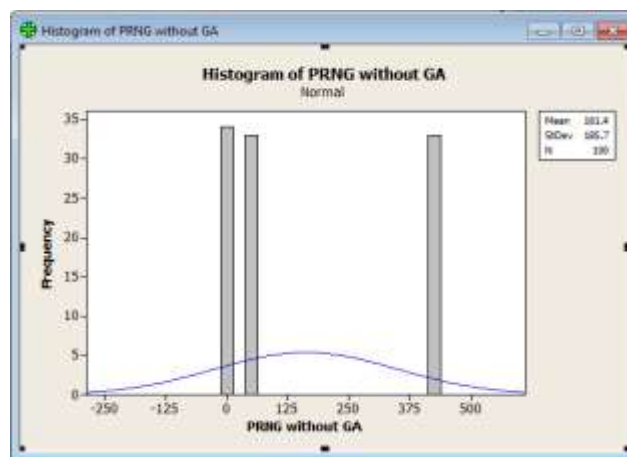 Histogram of PRNG without GA
Histogram of PRNG without GA
Normal
Mean
StDev
N 100
35
30
25
20
15
10
5
0
Frequency
-250 -125 0 125 250 375 500
PRNG without GA